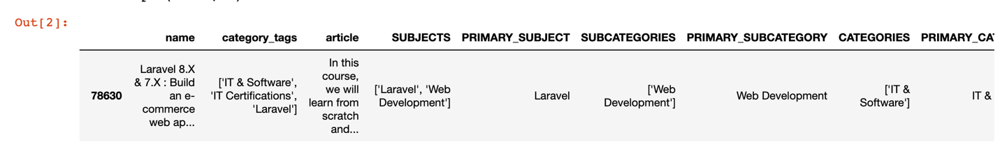 Out[2]:
name category_tags article SUBJECTS PRIMARY_SUBJECT SUBCATEGORIES PRIMARY_SUBCATEGORY CATEGORIES PRIMARY_CA
78630
Laravel 8.X
& 7.X : Build
an e-
commerce
web ap...
['IT & Software',
'IT Certifications',
'Laravel']
In this
course,
we will
learn from
scratch
and...
['Laravel', 'Web
Development']
Laravel
['Web
Development']
Web Development
['IT &
Software']
IT &